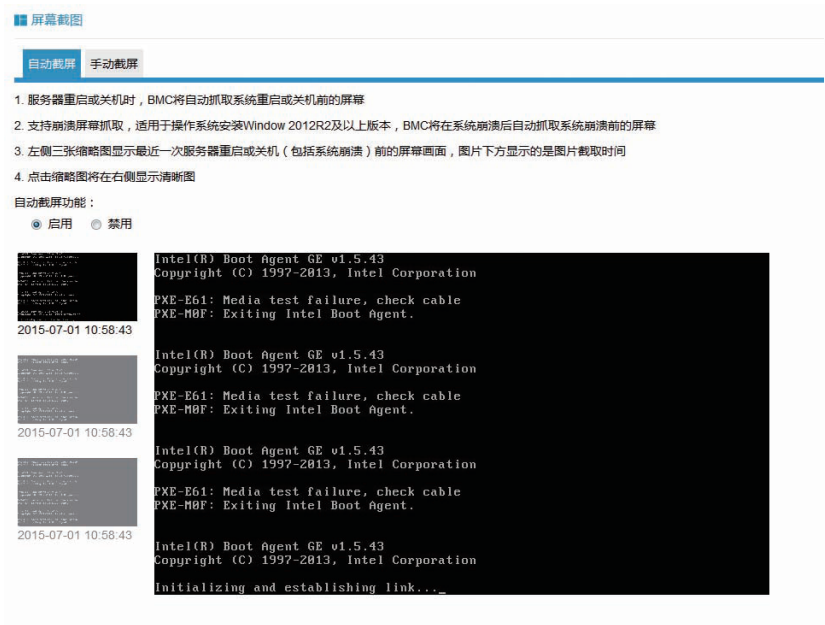 屏幕截图
自动截屏 手动截屏
1. 服务器重启或关机时，BMC将自动抓取系统重启或关机前的屏幕
2. 支持崩溃屏幕抓取，适用于操作系统安装Window 2012R2及以上版本，BMC将在系统崩溃后自动抓取系统崩溃前的屏幕
3. 左侧三张缩略图显示最近一次服务器重启或关机（包括系统崩溃）前的屏幕画面，图片下方显示的是图片截取时间
4. 点击缩略图将在右侧显示清晰图
自动截屏功能：
启用 禁用
2015-07-01 10:58:43
2015-07-01 10:58:43
2015-07-01 10:58:43
Intel(R) Boot Agent GE v1.5.43
Copyright (C) 1997-2013, Intel Corporation
PXE-E61: Media test failure, check cable
PXE-M0F: Exiting Intel Boot Agent.
Intel(R) Boot Agent GE v1.5.43
Copyright (C) 1997-2013, Intel Corporation
PXE-E61: Media test failure, check cable
PXE-M0F: Exiting Intel Boot Agent.
Intel(R) Boot Agent GE v1.5.43
Copyright (C) 1997-2013, Intel Corporation
PXE-E61: Media test failure, check cable
PXE-M0F: Exiting Intel Boot Agent.
Intel(R) Boot Agent GE v1.5.43
Copyright (C) 1997-2013, Intel Corporation
Initializing and establishing link..._